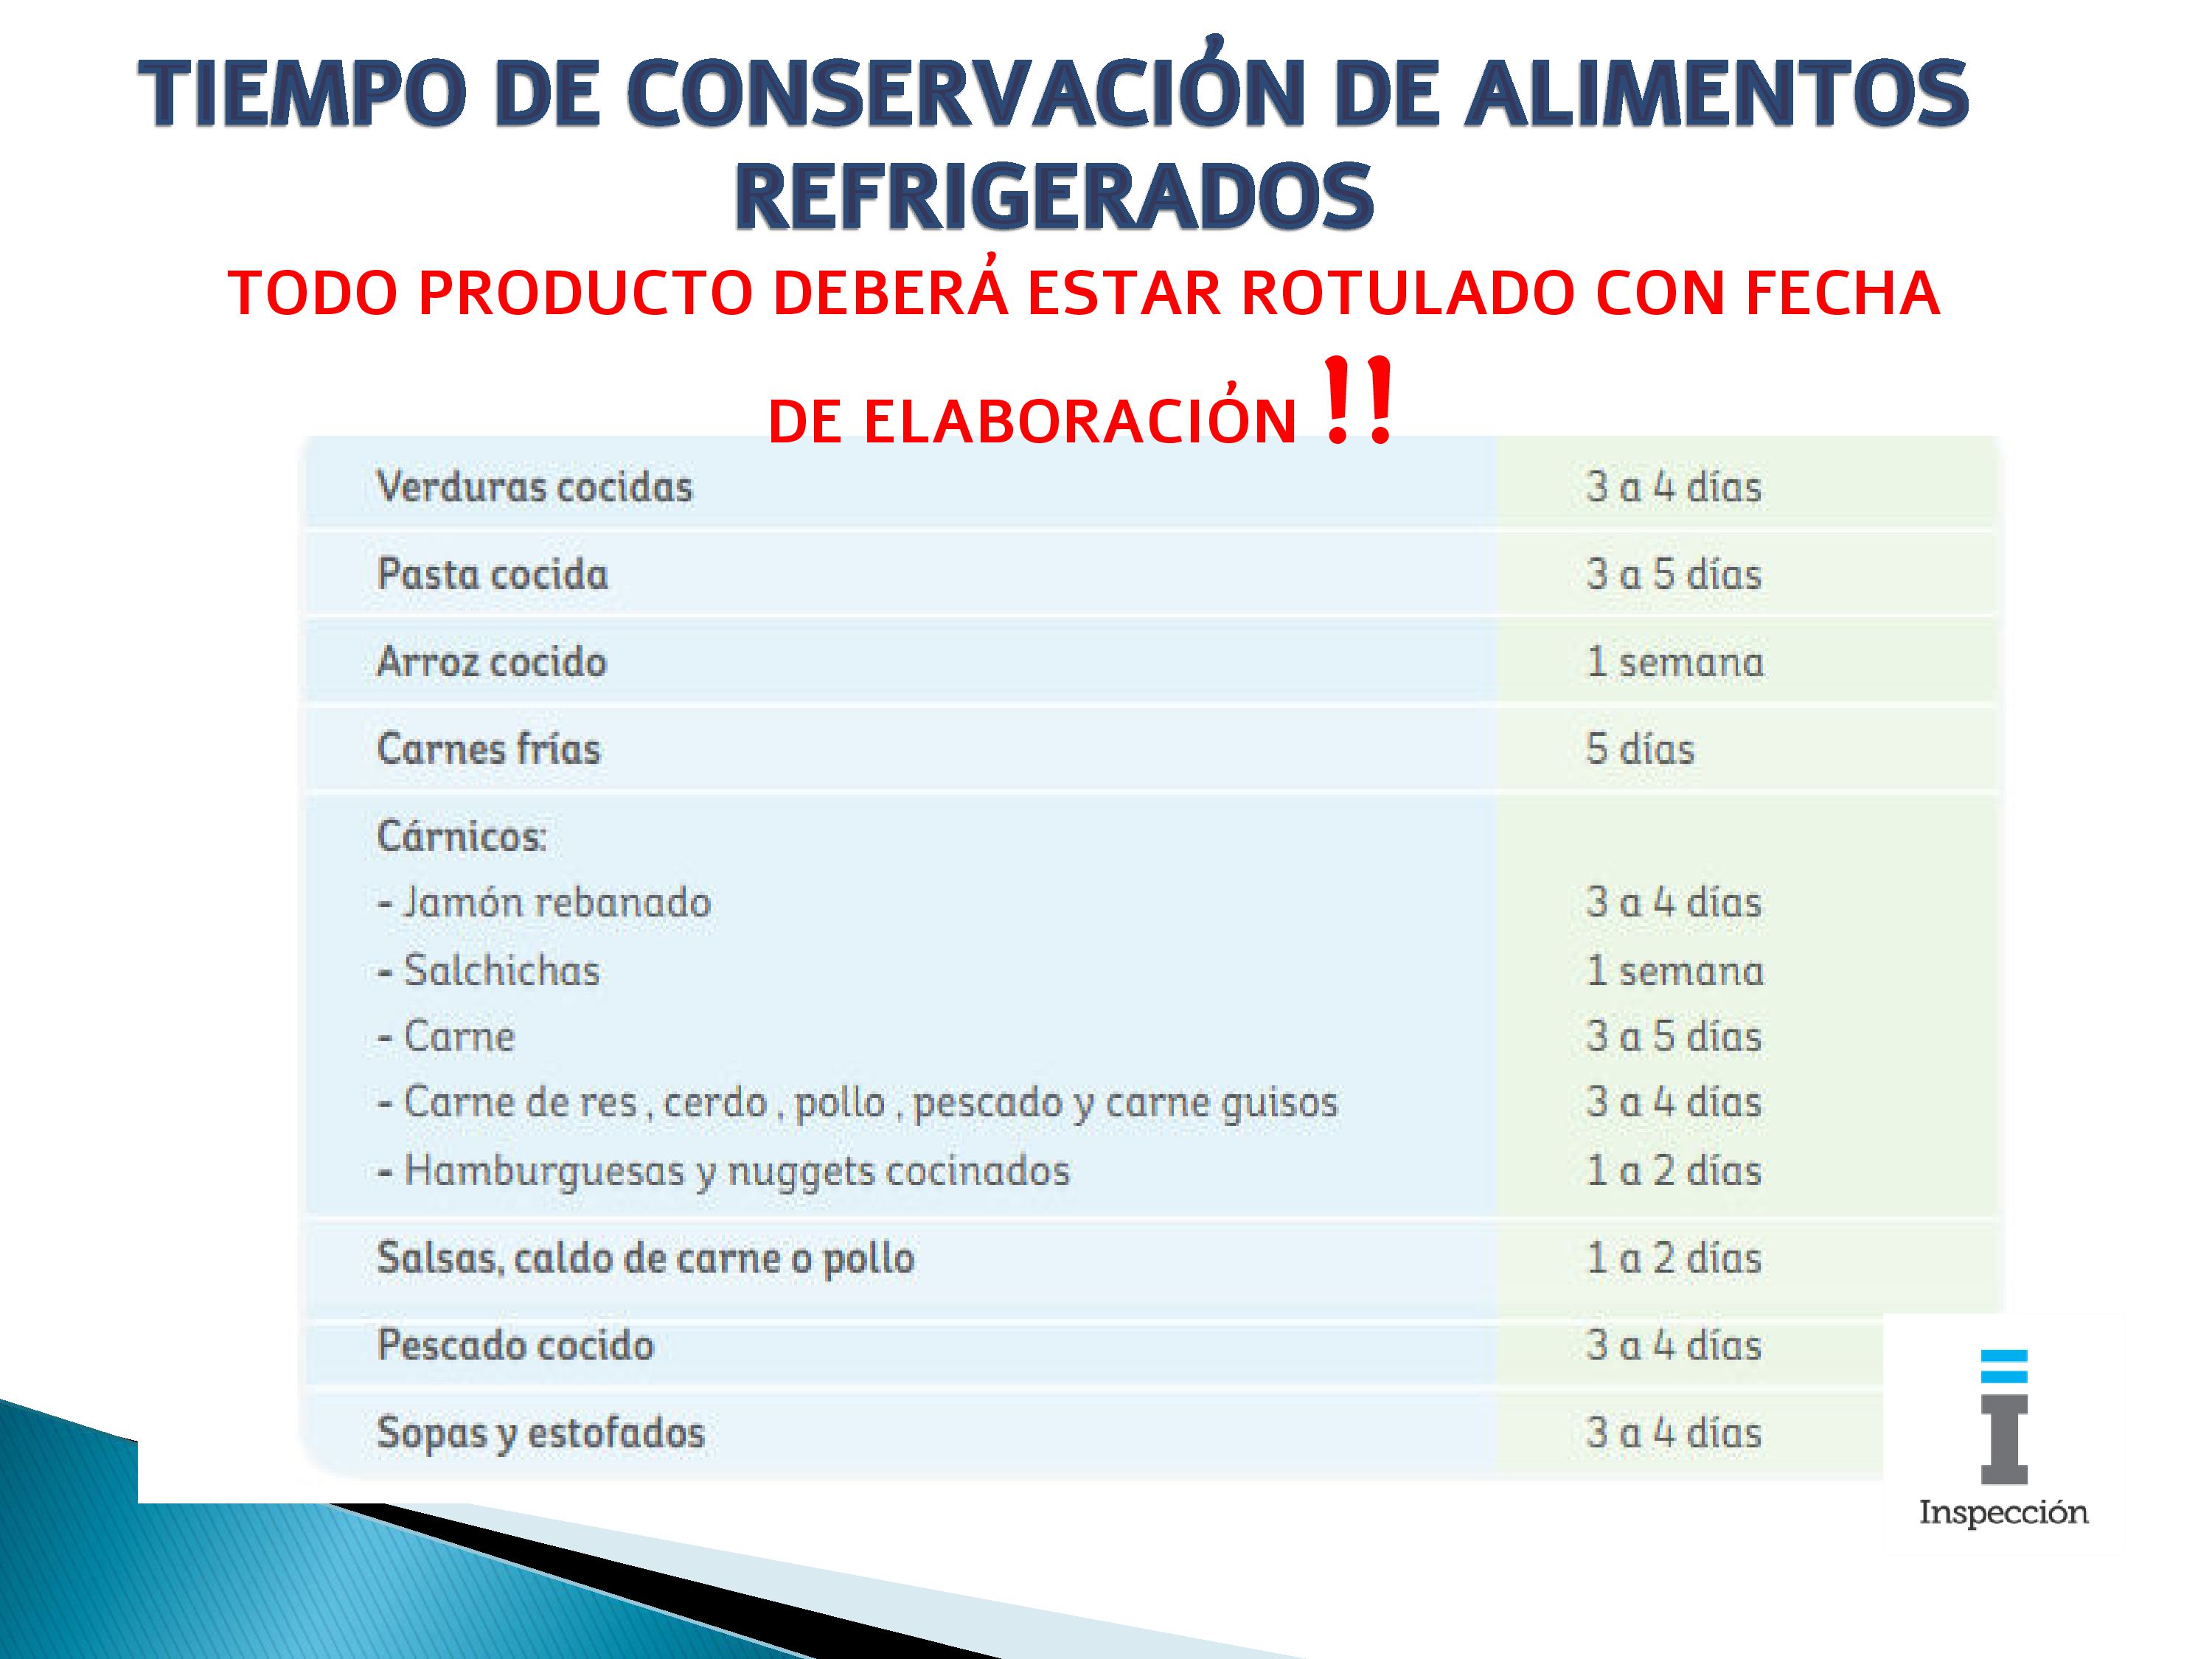 TIEMPO DE CONSERVACIÓN DE ALIMENTOS
REFRIGERADOS
TODO PRODUCTO DEBERÁ ESTAR ROTULADO CON FECHA
DE ELABORACIÓN !!
Verduras cocidas 3 a 4 días
Pasta cocida 3 a 5 días
Arroz cocido 1 semana
Carnes frías 5 días
Cárnicos:
- Jamón rebanado 3 a 4 días
- Salchichas 1 semana
- Carne 3 a 5 días
- Carne de res , cerdo , pollo , pescado y carne guisos 3 a 4 días
- Hamburguesas y nuggets cocinados 1 a 2 días
Salsas, caldo de carne o pollo 1 a 2 días
Pescado cocido 3 a 4 días
Sopas y estofados 3 a 4 días
Inspección